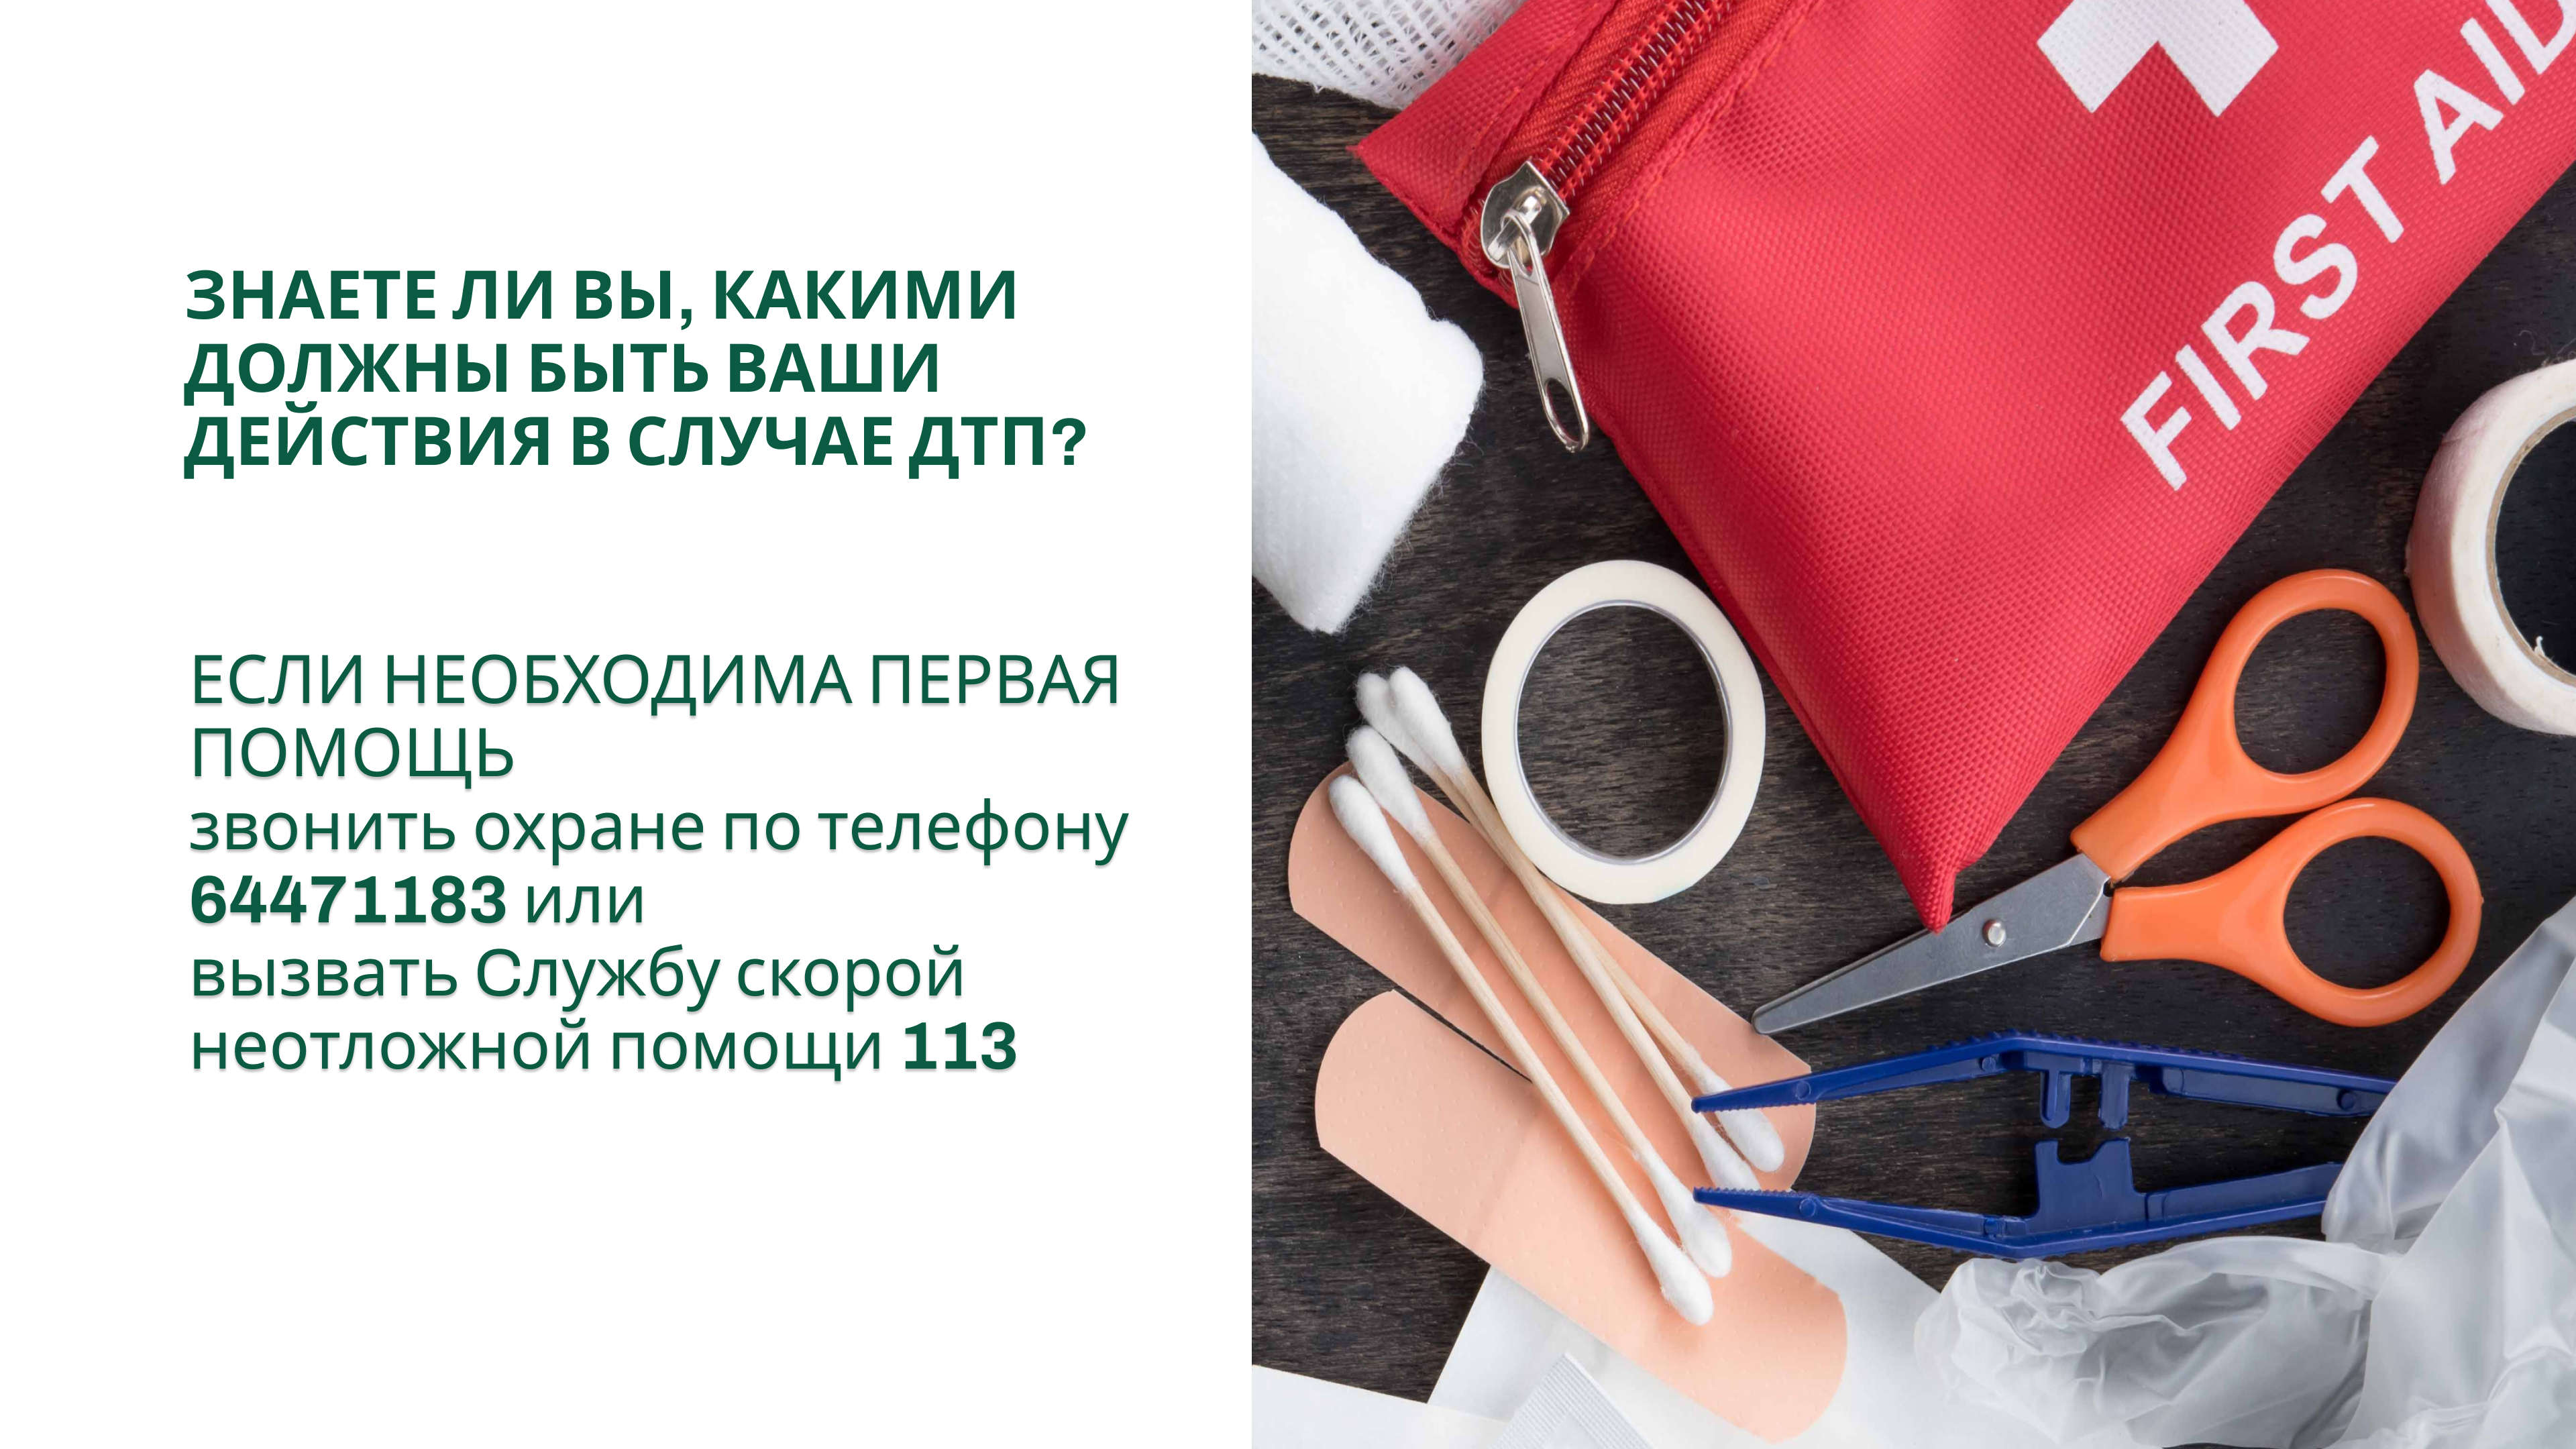 ЗНАЕТЕ ЛИ ВЫ, КАКИМИ
ДОЛЖНЫ БЫТЬ ВАШИ
ДЕЙСТВИЯ В СЛУЧАЕ ДТП?
ЕСЛИ НЕОБХОДИМА ПЕРВАЯ
ПОМОЩЬ
звонить охране по телефону
64471183 или
вызвать Службу скорой
неотложной помощи 113
FIRST AID